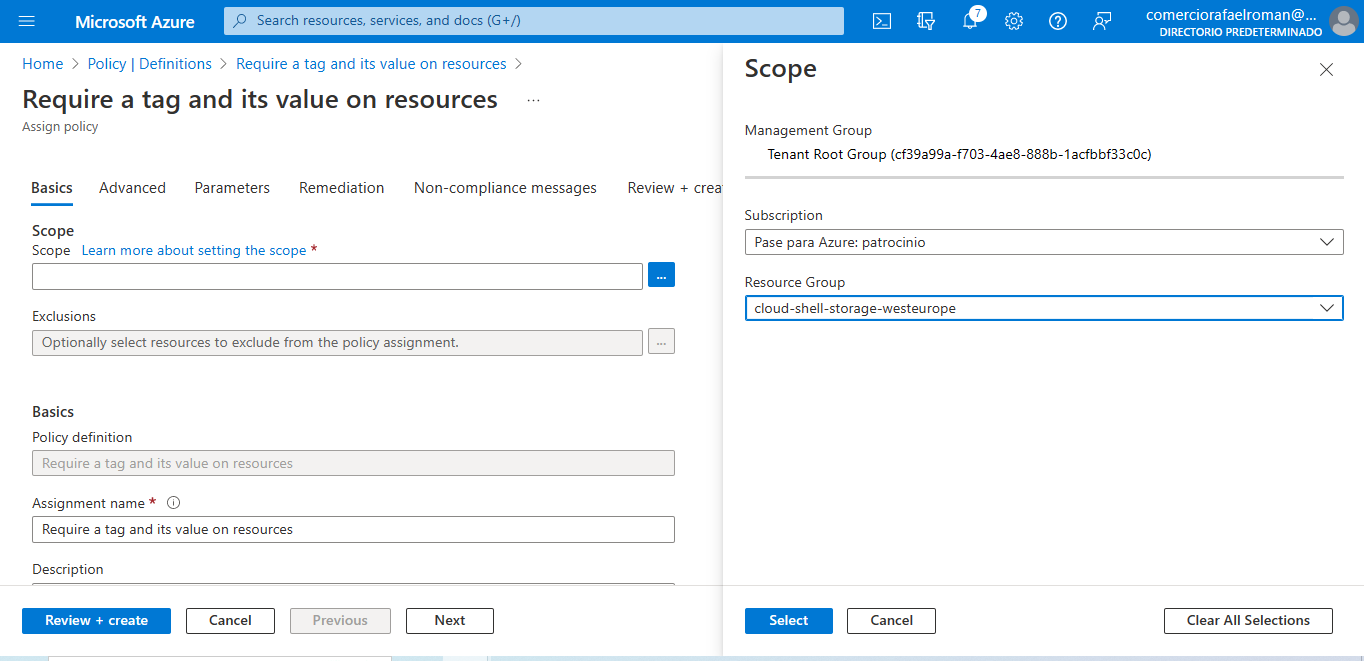 Microsoft Azure
Search resources, services, and docs (G+/)
7
comerciorafaelroman@...
DIRECTORIO PREDETERMINADO
Home > Policy | Definitions > Require a tag and its value on resources >
Require a tag and its value on resources ...
Assign policy
Basics Advanced Parameters Remediation Non-compliance messages Review + crea
Scope
Scope Learn more about setting the scope *
...
Exclusions
Optionally select resources to exclude from the policy assignment.
...
Basics
Policy definition
Require a tag and its value on resources
Assignment name *
Require a tag and its value on resources
Description
Review + create Cancel Previous Next
Scope
Management Group
Tenant Root Group (cf39a99a-f703-4ae8-888b-1acfbbf33c0c)
Subscription
Pase para Azure: patrocinio
Resource Group
cloud-shell-storage-westeurope
Select Cancel Clear All Selections